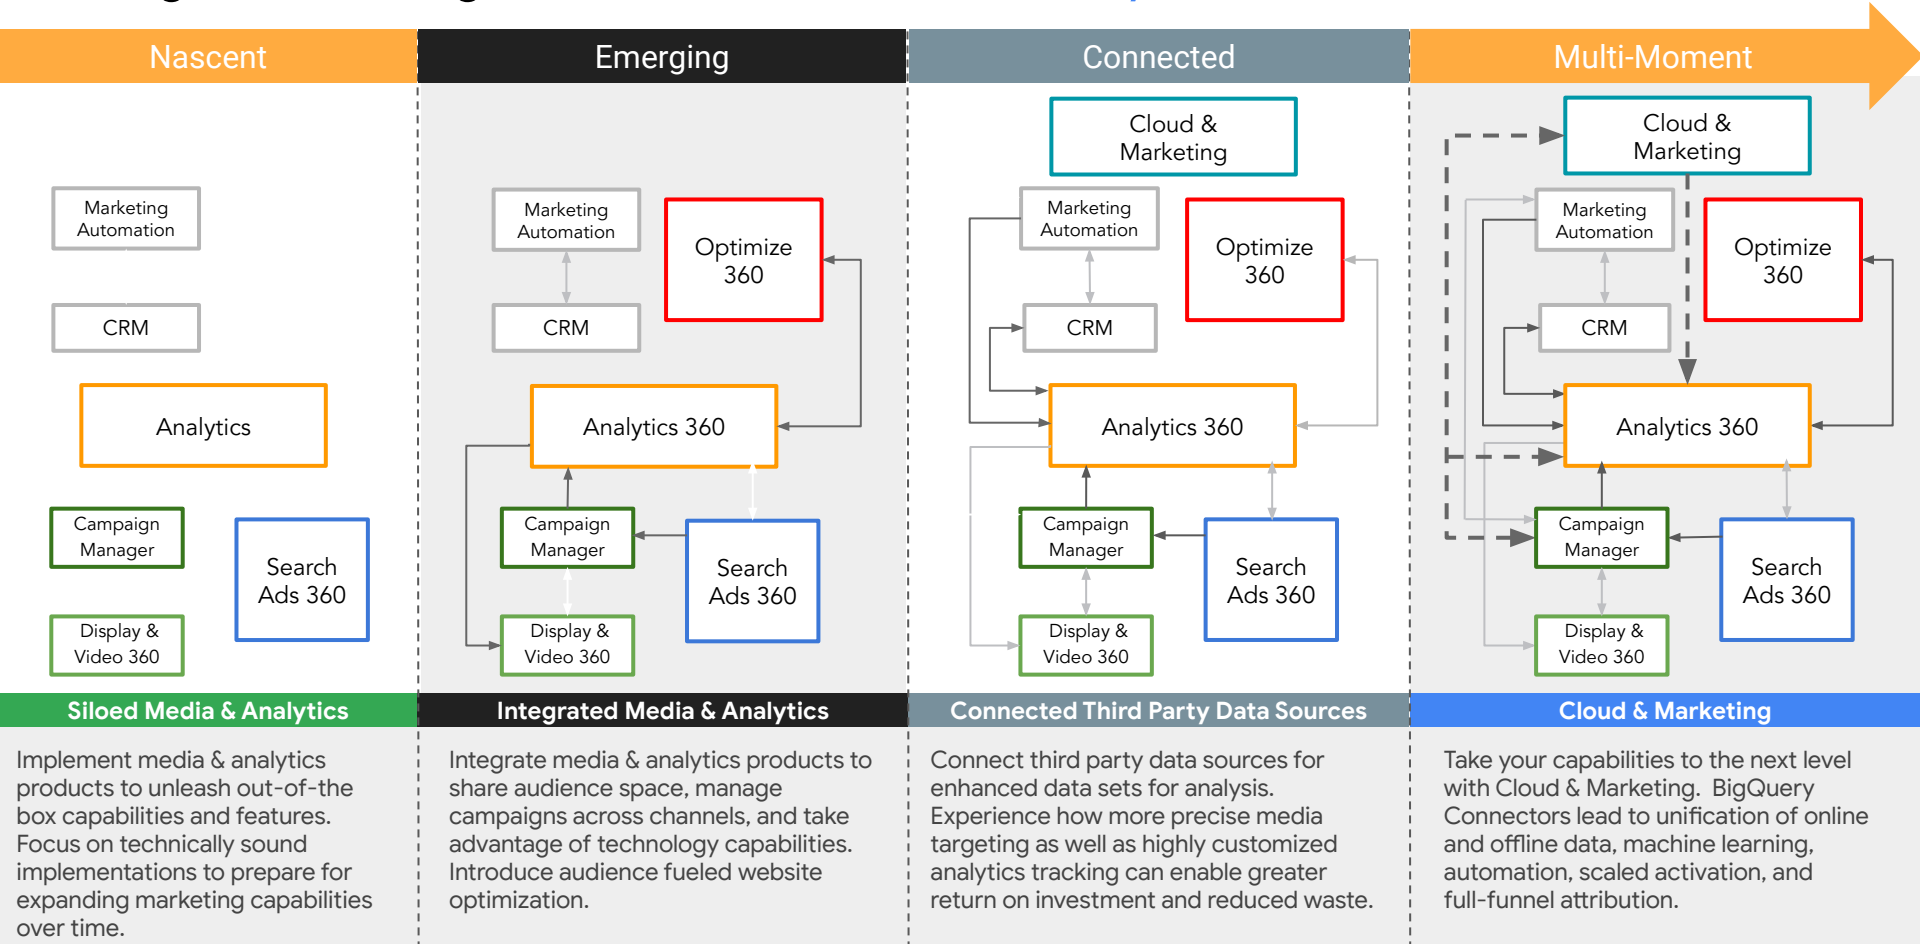 Nascent
Emerging
Connected
Multi-Moment
Marketing
Automation
CRM
Analytics
Campaign
Manager
Search
Ads 360
Display &
Video 360
Marketing
Automation
Optimize
360
CRM
Analytics 360
Campaign
Manager
Search
Ads 360
Display &
Video 360
Cloud &
Marketing
Marketing
Automation
Optimize
360
CRM
Analytics 360
Campaign
Manager
Search
Ads 360
Display &
Video 360
Cloud &
Marketing
Marketing
Automation
Optimize
360
CRM
Analytics 360
Campaign
Manager
Search
Ads 360
Display &
Video 360
Siloed Media & Analytics
Implement media & analytics
products to unleash out-of-the
box capabilities and features.
Focus on technically sound
implementations to prepare for
expanding marketing capabilities
over time.
Integrated Media & Analytics
Integrate media & analytics products to
share audience space, manage
campaigns across channels, and take
advantage of technology capabilities.
Introduce audience fueled website
optimization.
Connected Third Party Data Sources
Connect third party data sources for
enhanced data sets for analysis.
Experience how more precise media
targeting as well as highly customized
analytics tracking can enable greater
return on investment and reduced waste.
Cloud & Marketing
Take your capabilities to the next level
with Cloud & Marketing.  BigQuery
Connectors lead to unification of online
and offline data, machine learning,
automation, scaled activation, and
full-funnel attribution.